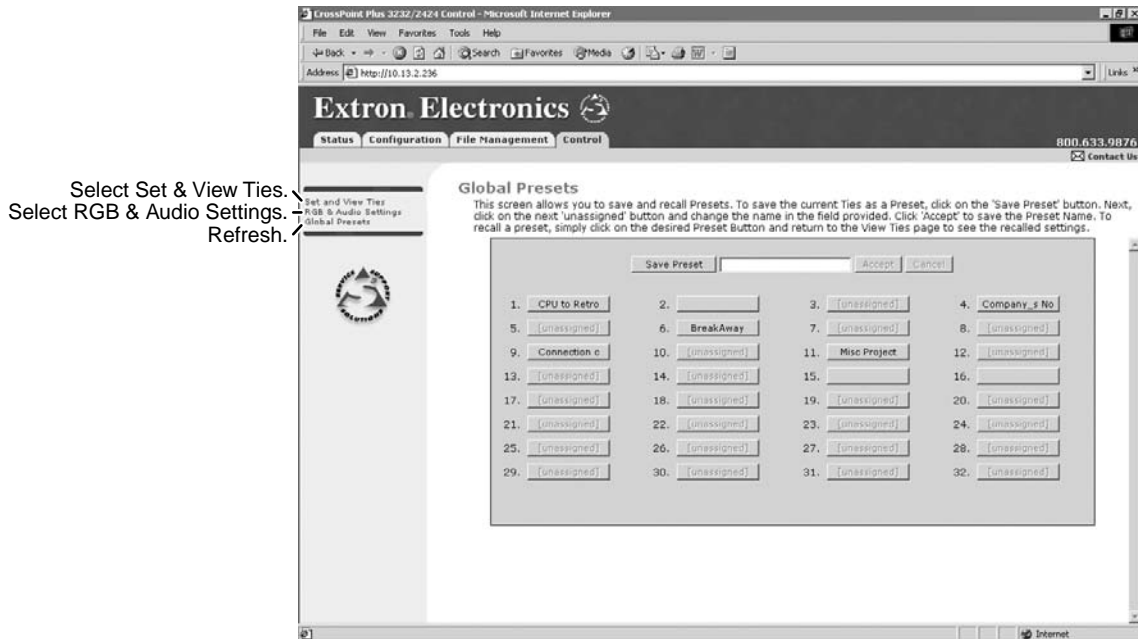 CrossPoint Plus 3232/2424 Control - Microsoft Internet Explorer
File Edit View Favorites Tools Help
Back Search Favorites Media
Address http://10.13.2.236 Links »
Extron Electronics
Status Configuration File Management Control
800.633.9876
Contact Us
Select Set & View Ties.
Select RGB & Audio Settings.
Refresh.
Set and View Ties
RGB & Audio Settings
Global Presets
SERVICE SUPPORT SOLUTIONS
S3
Global Presets
This screen allows you to save and recall Presets. To save the current Ties as a Preset, click on the 'Save Preset' button. Next,
click on the next 'unassigned' button and change the name in the field provided. Click 'Accept' to save the Preset Name. To
recall a preset, simply click on the desired Preset Button and return to the View Ties page to see the recalled settings.
Save Preset Accept Cancel
1. CPU to Retro 2. 3. [unassigned] 4. Company_s No
5. [unassigned] 6. BreakAway 7. [unassigned] 8. [unassigned]
9. Connection c 10. [unassigned] 11. Misc Project 12. [unassigned]
13. [unassigned] 14. [unassigned] 15. 16.
17. [unassigned] 18. [unassigned] 19. [unassigned] 20. [unassigned]
21. [unassigned] 22. [unassigned] 23. [unassigned] 24. [unassigned]
25. [unassigned] 26. [unassigned] 27. [unassigned] 28. [unassigned]
29. [unassigned] 30. [unassigned] 31. [unassigned] 32. [unassigned]
Internet